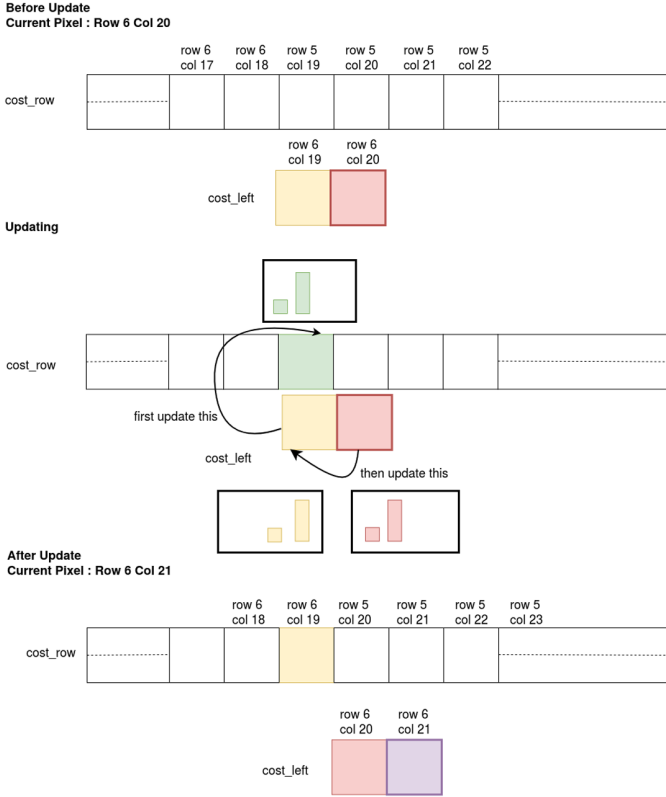 Before Update
Current Pixel : Row 6 Col 20
row 6 row 6 row 5 row 5 row 5 row 5
col 17 col 18 col 19 col 20 col 21 col 22
cost_row
row 6 row 6
col 19 col 20
cost_left
Updating
cost_row
first update this
cost_left
then update this
After Update
Current Pixel : Row 6 Col 21
row 6 row 6 row 5 row 5 row 5 row 5
col 18 col 19 col 20 col 21 col 22 col 23
cost_row
row 6 row 6
col 20 col 21
cost_left